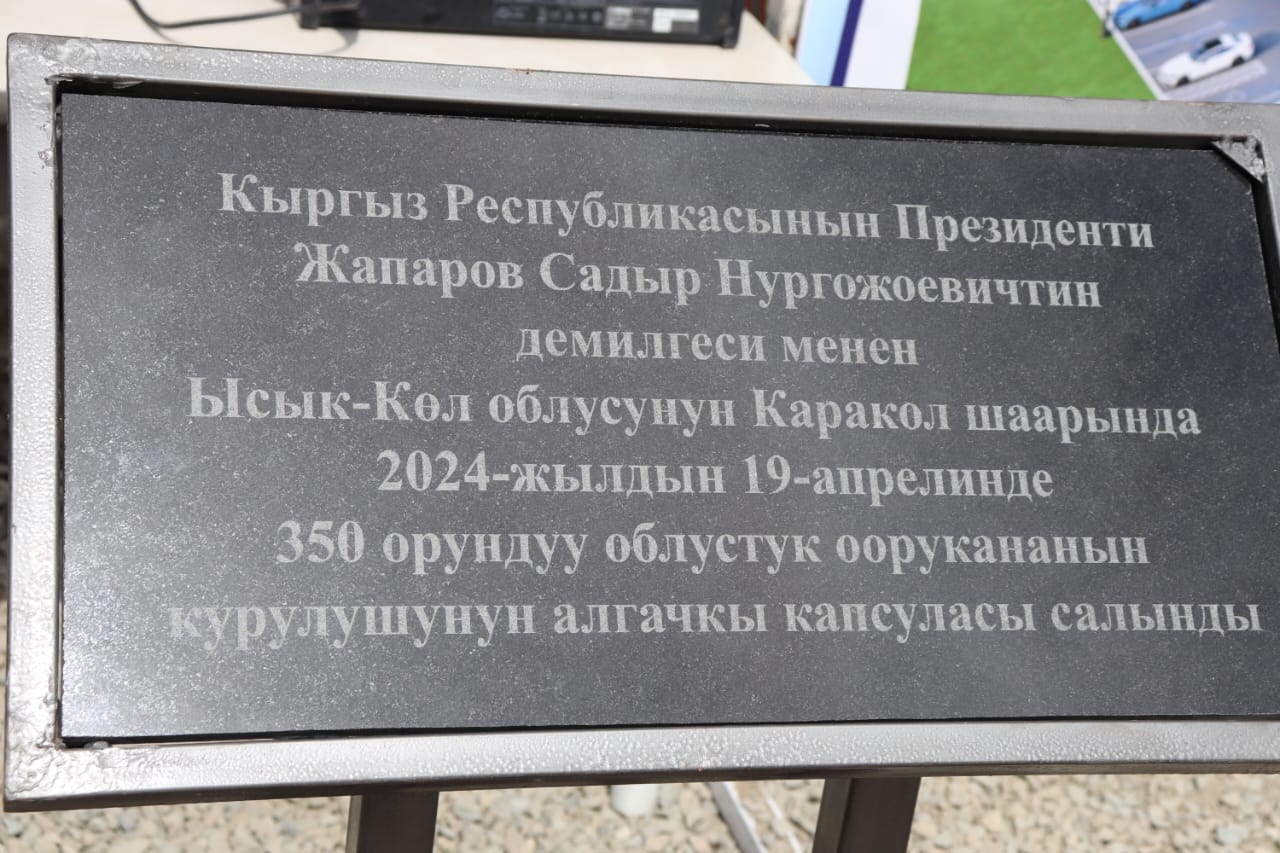 Кыргыз Республикасынын Президенти
Жапаров Садыр Нургожоевичтин
демилгеси менен
Ысык-Көл облусунун Каракол шаарында
2024-жылдын 19-апрелинде
350 орундуу облустук оорукананын
курулушунун алгачкы капсуласы салынды